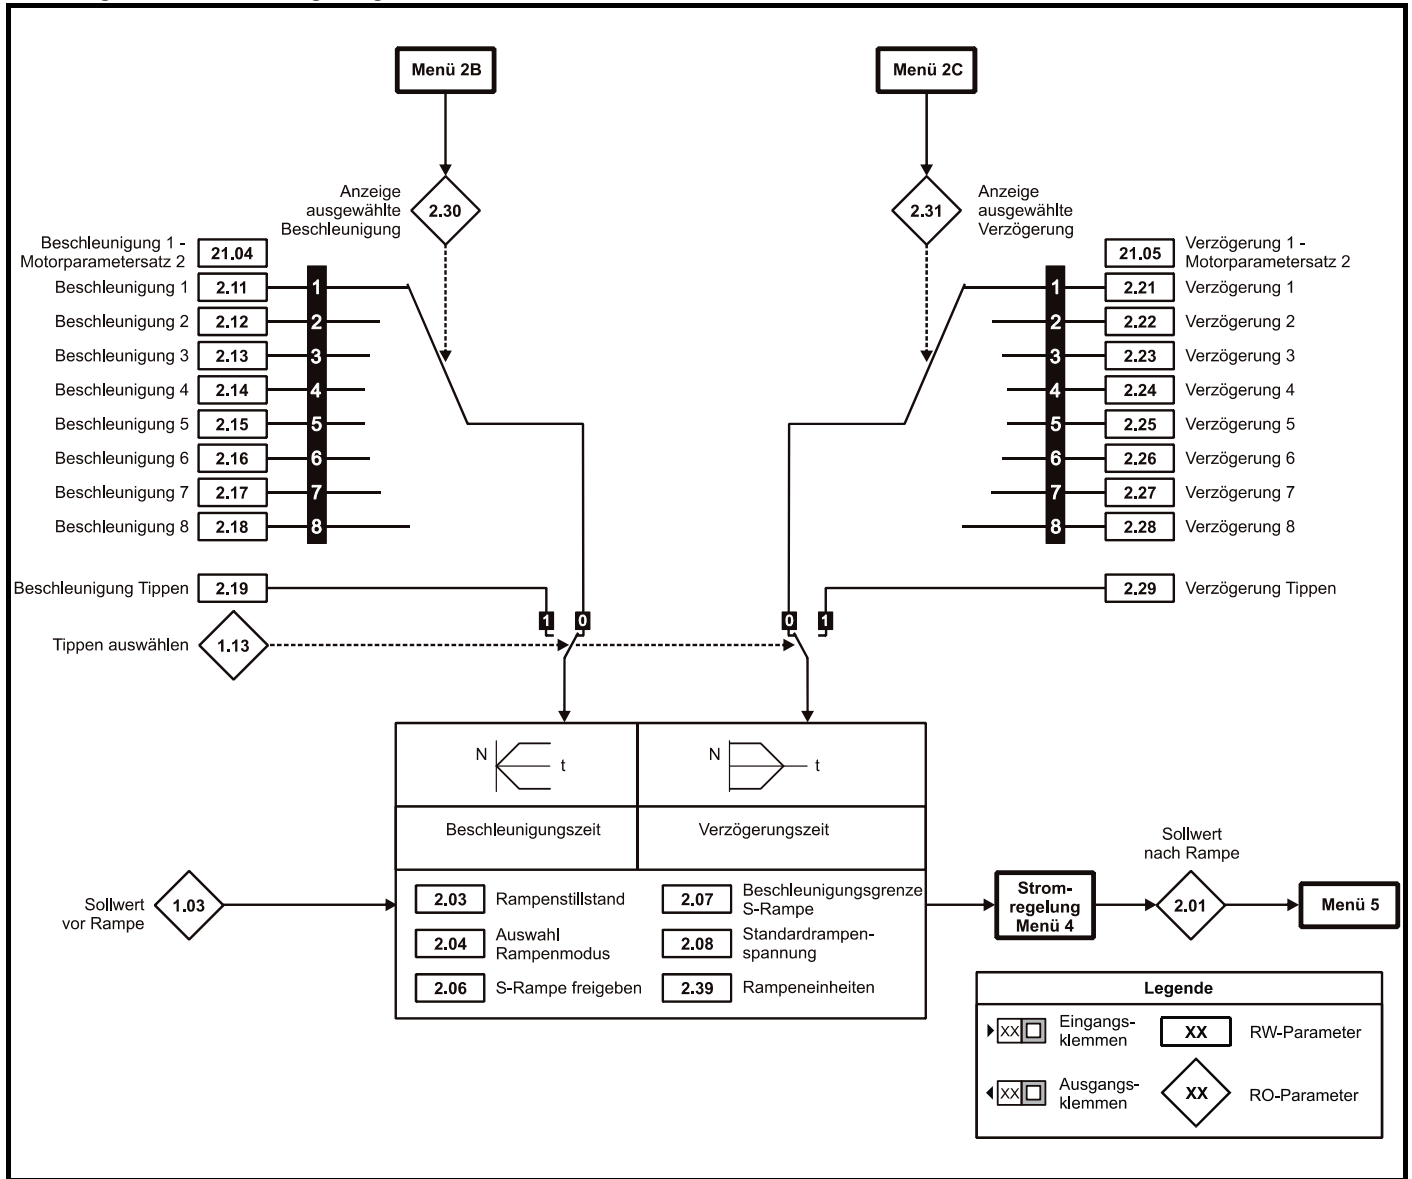 Menü 2B
Menü 2C
Anzeige
ausgewählte
Beschleunigung
2.30
2.31
Anzeige
ausgewählte
Verzögerung
Beschleunigung 1 -
Motorparametersatz 2
21.04
21.05
Verzögerung 1 -
Motorparametersatz 2
Beschleunigung 1 2.11 1
1 2.21 Verzögerung 1
Beschleunigung 2 2.12 2
2 2.22 Verzögerung 2
Beschleunigung 3 2.13 3
3 2.23 Verzögerung 3
Beschleunigung 4 2.14 4
4 2.24 Verzögerung 4
Beschleunigung 5 2.15 5
5 2.25 Verzögerung 5
Beschleunigung 6 2.16 6
6 2.26 Verzögerung 6
Beschleunigung 7 2.17 7
7 2.27 Verzögerung 7
Beschleunigung 8 2.18 8
8 2.28 Verzögerung 8
Beschleunigung Tippen 2.19
2.29 Verzögerung Tippen
1 0
0 1
Tippen auswählen 1.13
N t
N t
Beschleunigungszeit
Verzögerungszeit
Sollwert
vor Rampe
1.03
2.03 Rampenstillstand
2.04 Auswahl
Rampenmodus
2.06 S-Rampe freigeben
2.07 Beschleunigungsgrenze
S-Rampe
2.08 Standardrampen-
spannung
2.39 Rampeneinheiten
Strom-
regelung
Menü 4
Sollwert
nach Rampe
2.01
Menü 5
Legende
XX Eingangs-
klemmen
XX RW-Parameter
XX Ausgangs-
klemmen
XX RO-Parameter